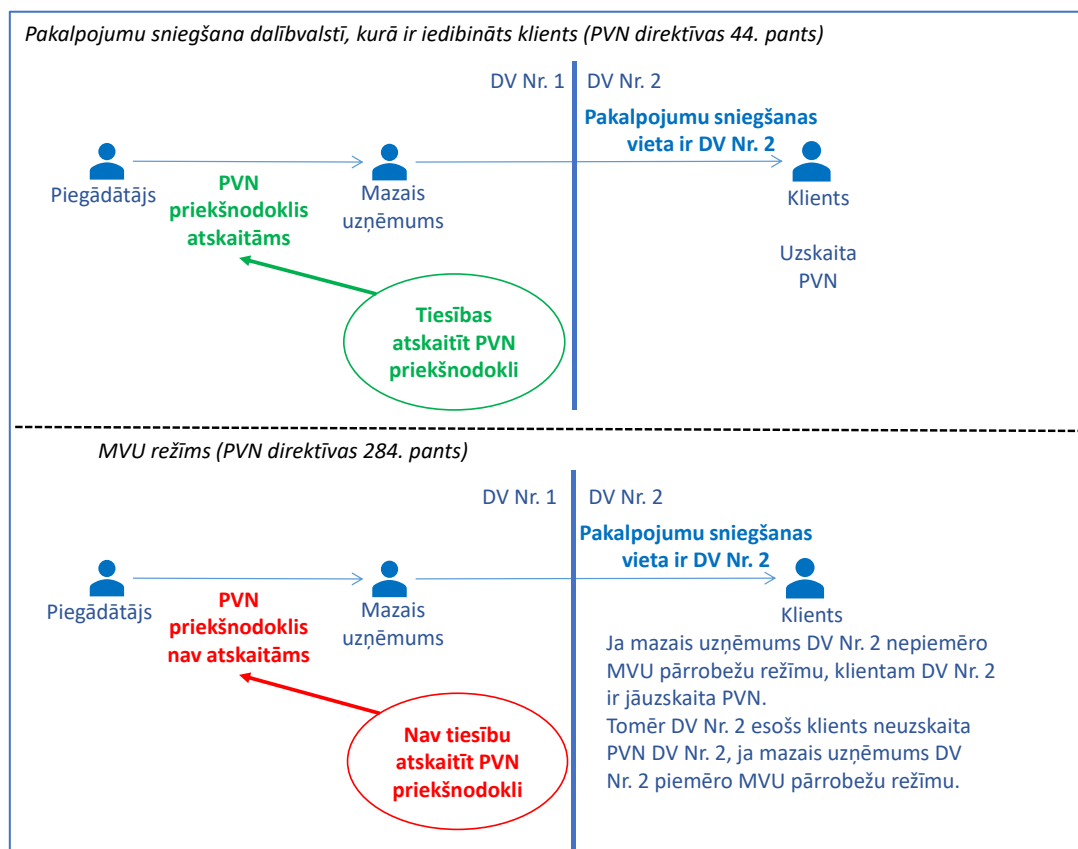 Pakalpojumu sniegšana dalībvalstī, kurā ir iedibināts klients (PVN direktīvas 44. pants)
DV Nr. 1
DV Nr. 2
Pakalpojumu sniegšanas
vieta ir DV Nr. 2
Piegādātājs
PVN
priekšnodoklis
atskaitāms
Mazais
uzņēmums
Klients
Uzskaita
PVN
Tiesības
atskaitīt PVN
priekšnodokli
MVU režīms (PVN direktīvas 284. pants)
DV Nr. 1
DV Nr. 2
Pakalpojumu sniegšanas
vieta ir DV Nr. 2
Piegādātājs
PVN
priekšnodoklis
nav atskaitāms
Mazais
uzņēmums
Klients
Ja mazais uzņēmums DV Nr. 2 nepiemēro
MVU pārrobežu režīmu, klientam DV Nr. 2
ir jāuzskaita PVN.
Tomēr DV Nr. 2 esošs klients neuzskaita
PVN DV Nr. 2, ja mazais uzņēmums DV
Nr. 2 piemēro MVU pārrobežu režīmu.
Nav tiesību
atskaitīt PVN
priekšnodokli